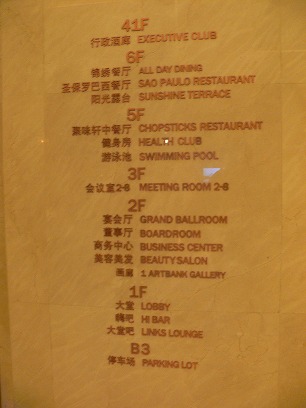 41F
行政酒廊 EXECUTIVE CLUB
6F
锦绣餐厅 ALL DAY DINING
圣保罗巴西餐厅 SAO PAULO RESTAURANT
阳光露台 SUNSHINE TERRACE
5F
聚味轩中餐厅 CHOPSTICKS RESTAURANT
健身房 HEALTH CLUB
游泳池 SWIMMING POOL
3F
会议室2-8 MEETING ROOM 2-8
2F
宴会厅 GRAND BALLROOM
董事厅 BOARDROOM
商务中心 BUSINESS CENTER
美容美发 BEAUTY SALON
画廊 1 ARTBANK GALLERY
1F
大堂 LOBBY
嗨吧 HI BAR
大堂吧 LINKS LOUNGE
B3
停车场 PARKING LOT